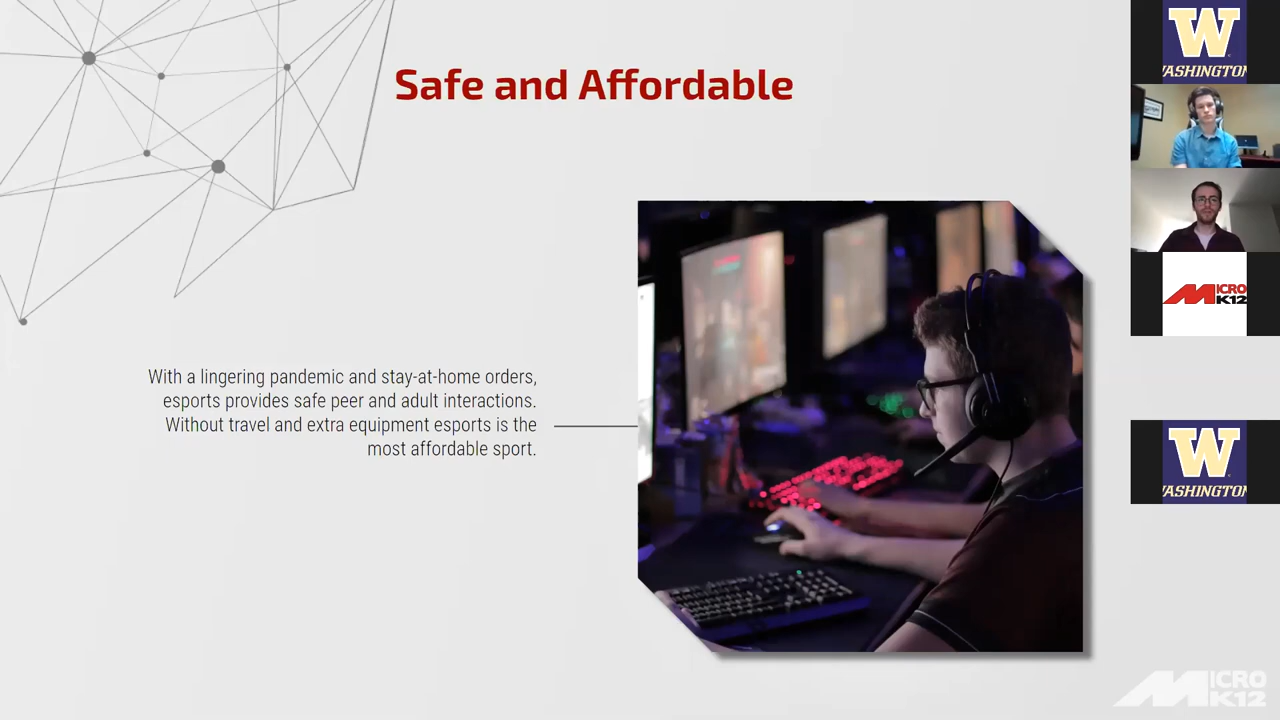 Safe and Affordable
With a lingering pandemic and stay-at-home orders,
esports provides safe peer and adult interactions.
Without travel and extra equipment esports is the
most affordable sport.
W
WASHINGTON
MICRO
K12
W
WASHINGTON
MICRO
K12